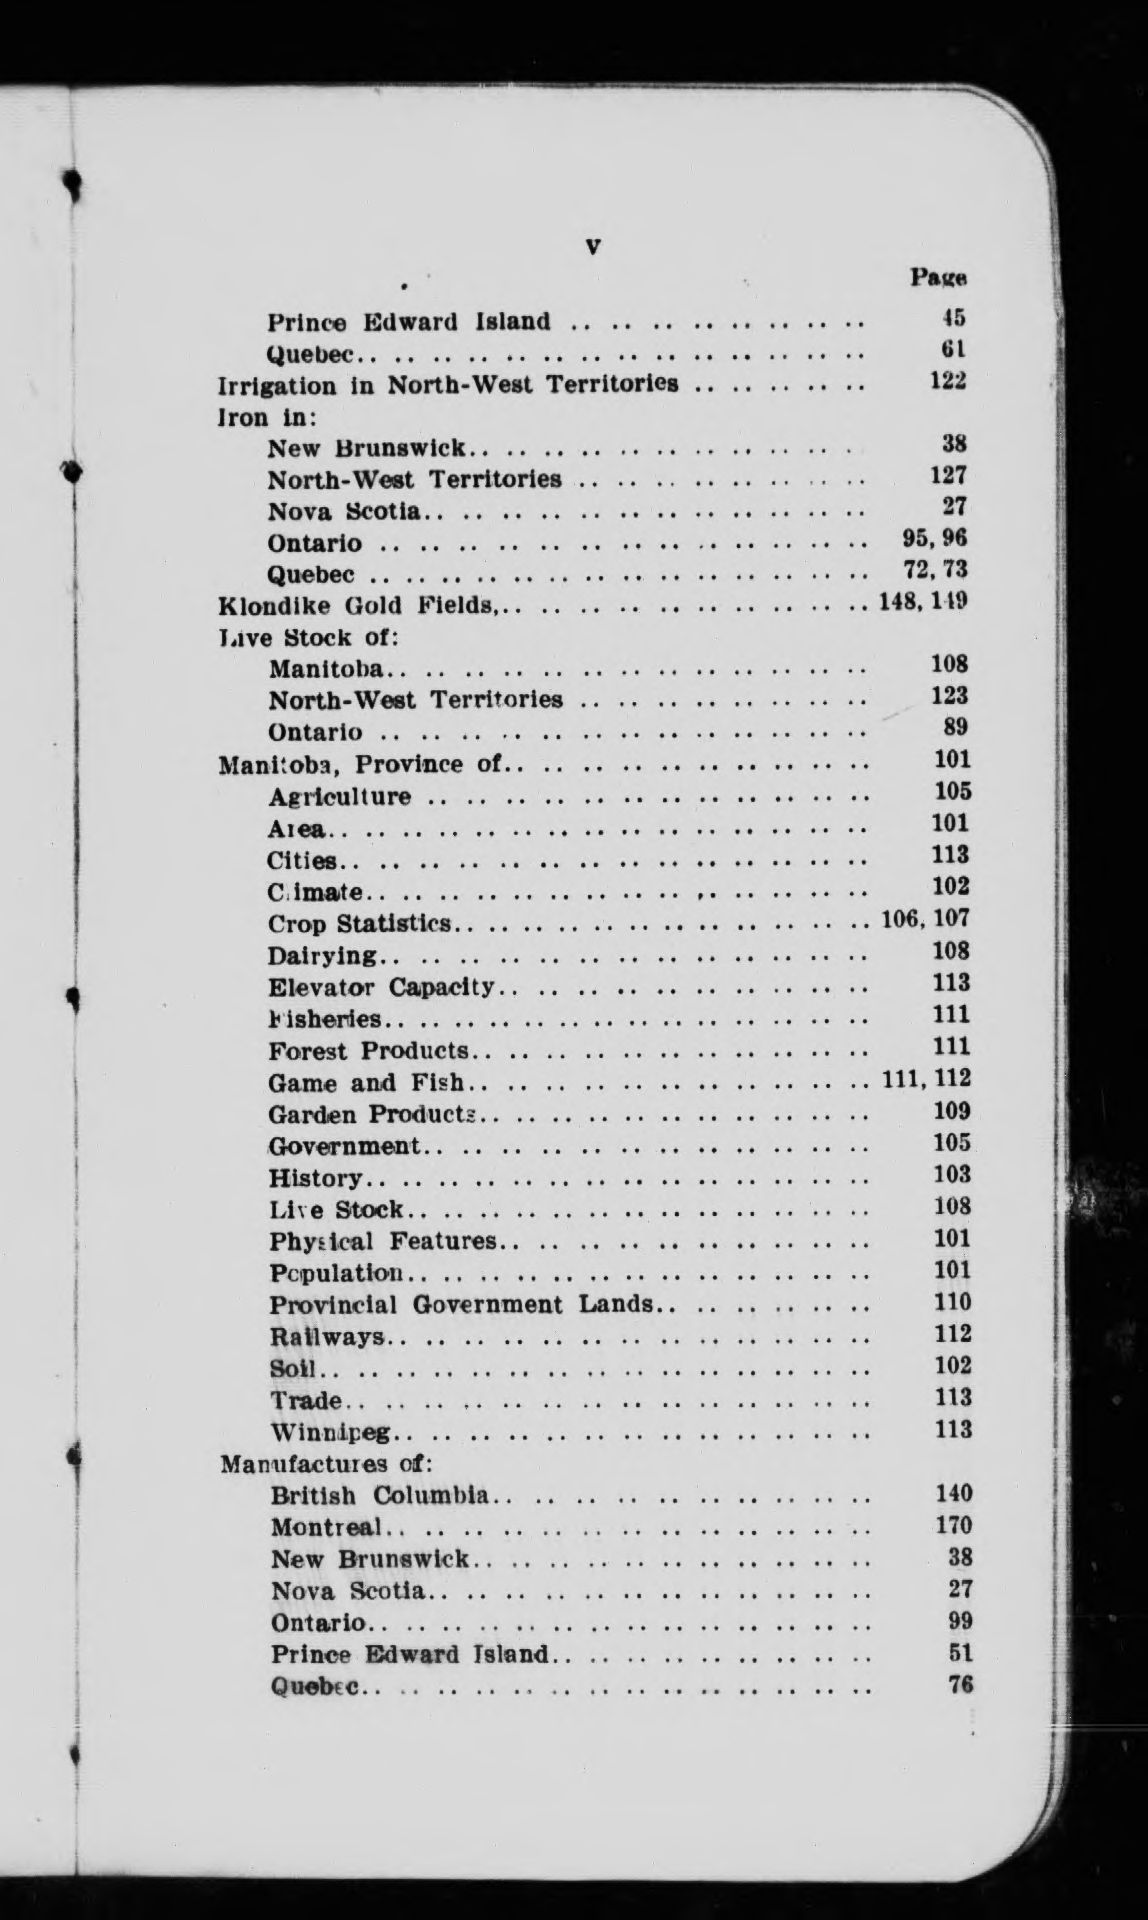 v
Page
Prince Edward Island .. .. .. .. .. .. .. .. 45
Quebec.. .. .. .. .. .. .. .. .. .. .. .. .. .. 61
Irrigation in North-West Territories .. .. .. .. .. 122
Iron in:
New Brunswick.. .. .. .. .. .. .. .. .. .. . 38
North-West Territories .. .. .. .. .. .. .. .. 127
Nova Scotia.. .. .. .. .. .. .. .. .. .. .. .. 27
Ontario .. .. .. .. .. .. .. .. .. .. .. .. .. 95, 96
Quebec .. .. .. .. .. .. .. .. .. .. .. .. .. .. 72, 73
Klondike Gold Fields,.. .. .. .. .. .. .. .. .. .. 148, 149
Live Stock of:
Manitoba.. .. .. .. .. .. .. .. .. .. .. .. .. 108
North-West Territories .. .. .. .. .. .. .. .. 123
Ontario .. .. .. .. .. .. .. .. .. .. .. .. .. 89
Manitoba, Province of.. .. .. .. .. .. .. .. .. .. 101
Agriculture .. .. .. .. .. .. .. .. .. .. .. .. 105
Area.. .. .. .. .. .. .. .. .. .. .. .. .. .. .. 101
Cities.. .. .. .. .. .. .. .. .. .. .. .. .. .. 113
Climate.. .. .. .. .. .. .. .. .. .. .. .. .. .. 102
Crop Statistics.. .. .. .. .. .. .. .. .. .. .. .. 106, 107
Dairying.. .. .. .. .. .. .. .. .. .. .. .. .. 108
Elevator Capacity.. .. .. .. .. .. .. .. .. .. 113
Fisheries.. .. .. .. .. .. .. .. .. .. .. .. .. .. 111
Forest Products.. .. .. .. .. .. .. .. .. .. .. 111
Game and Fish.. .. .. .. .. .. .. .. .. .. .. 111, 112
Garden Products.. .. .. .. .. .. .. .. .. .. .. 109
Government.. .. .. .. .. .. .. .. .. .. .. .. 105
History.. .. .. .. .. .. .. .. .. .. .. .. .. .. 103
Live Stock.. .. .. .. .. .. .. .. .. .. .. .. .. 108
Physical Features.. .. .. .. .. .. .. .. .. .. 101
Population.. .. .. .. .. .. .. .. .. .. .. .. .. 101
Provincial Government Lands.. .. .. .. .. .. 110
Railways.. .. .. .. .. .. .. .. .. .. .. .. .. 112
Soil.. .. .. .. .. .. .. .. .. .. .. .. .. .. .. 102
Trade.. .. .. .. .. .. .. .. .. .. .. .. .. .. 113
Winnipeg.. .. .. .. .. .. .. .. .. .. .. .. .. 113
Manufactures of:
British Columbia.. .. .. .. .. .. .. .. .. .. 140
Montreal.. .. .. .. .. .. .. .. .. .. .. .. .. 170
New Brunswick.. .. .. .. .. .. .. .. .. .. .. 38
Nova Scotia.. .. .. .. .. .. .. .. .. .. .. .. 27
Ontario.. .. .. .. .. .. .. .. .. .. .. .. .. .. 99
Prince Edward Island.. .. .. .. .. .. .. .. .. 51
Quebec.. .. .. .. .. .. .. .. .. .. .. .. .. .. 76